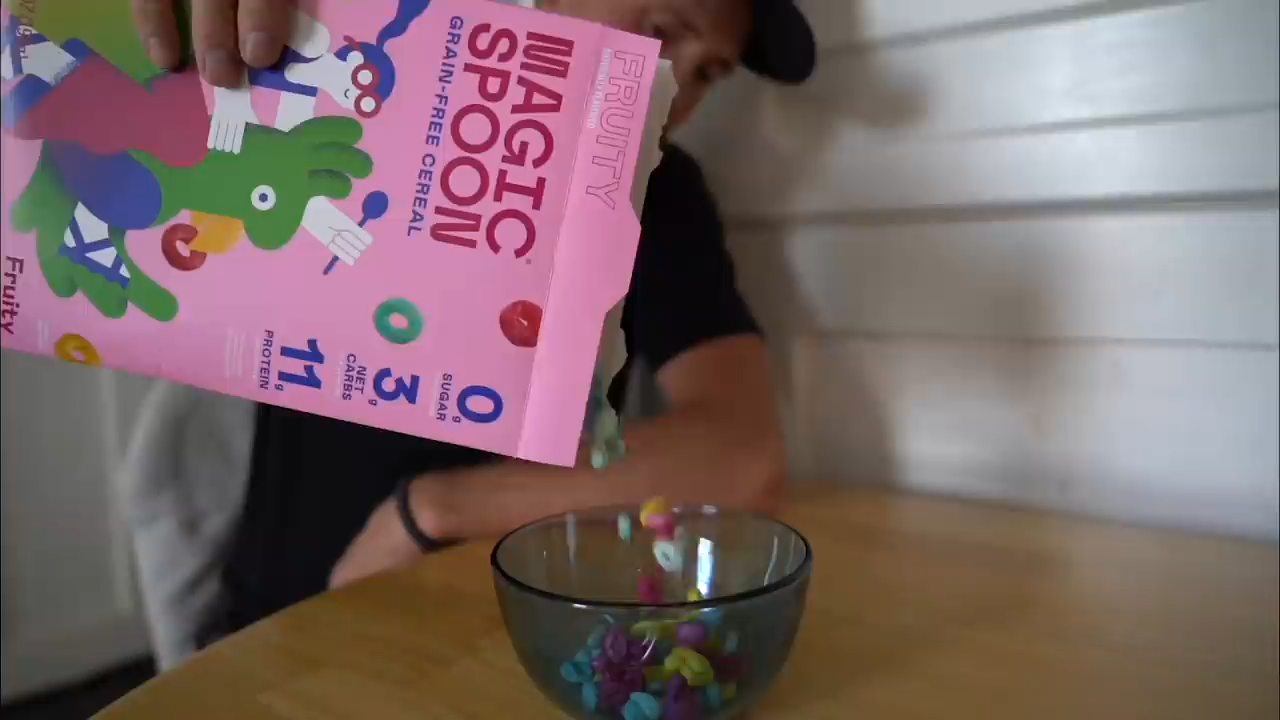 FRUITY
MAGIC
SPOON
GRAIN-FREE CEREAL
0g
SUGAR
3g
NET
CARBS
11g
PROTEIN
Fruity